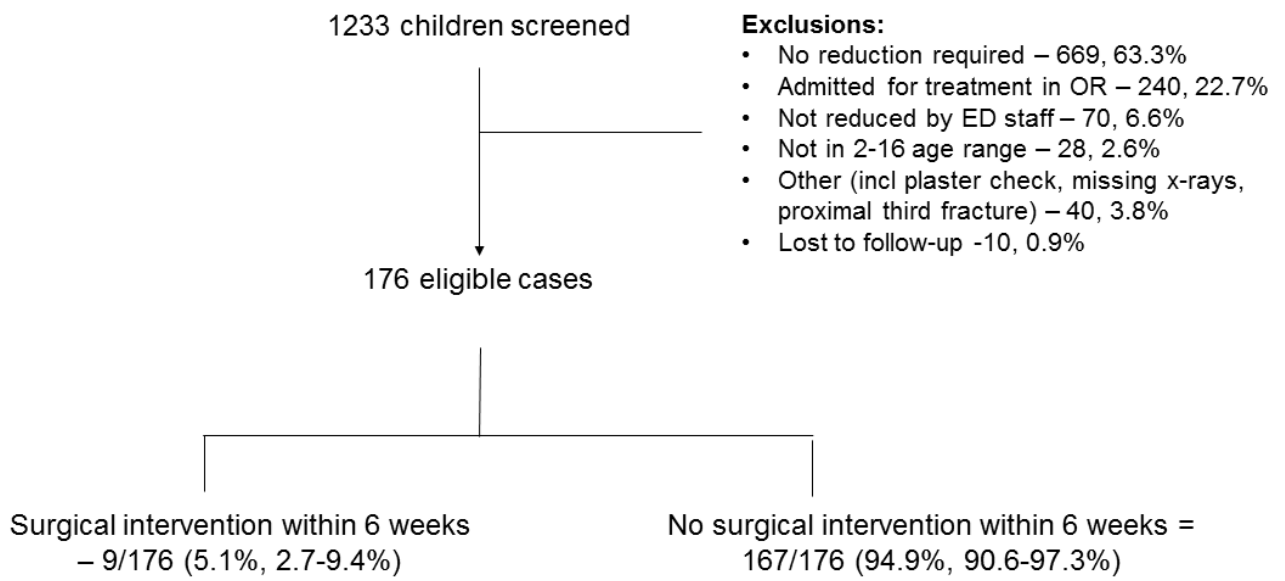 1233 children screened
Exclusions:
• No reduction required – 669, 63.3%
• Admitted for treatment in OR – 240, 22.7%
• Not reduced by ED staff – 70, 6.6%
• Not in 2-16 age range – 28, 2.6%
• Other (incl plaster check, missing x-rays,
proximal third fracture) – 40, 3.8%
• Lost to follow-up -10, 0.9%
176 eligible cases
Surgical intervention within 6 weeks
– 9/176 (5.1%, 2.7-9.4%)
No surgical intervention within 6 weeks =
167/176 (94.9%, 90.6-97.3%)